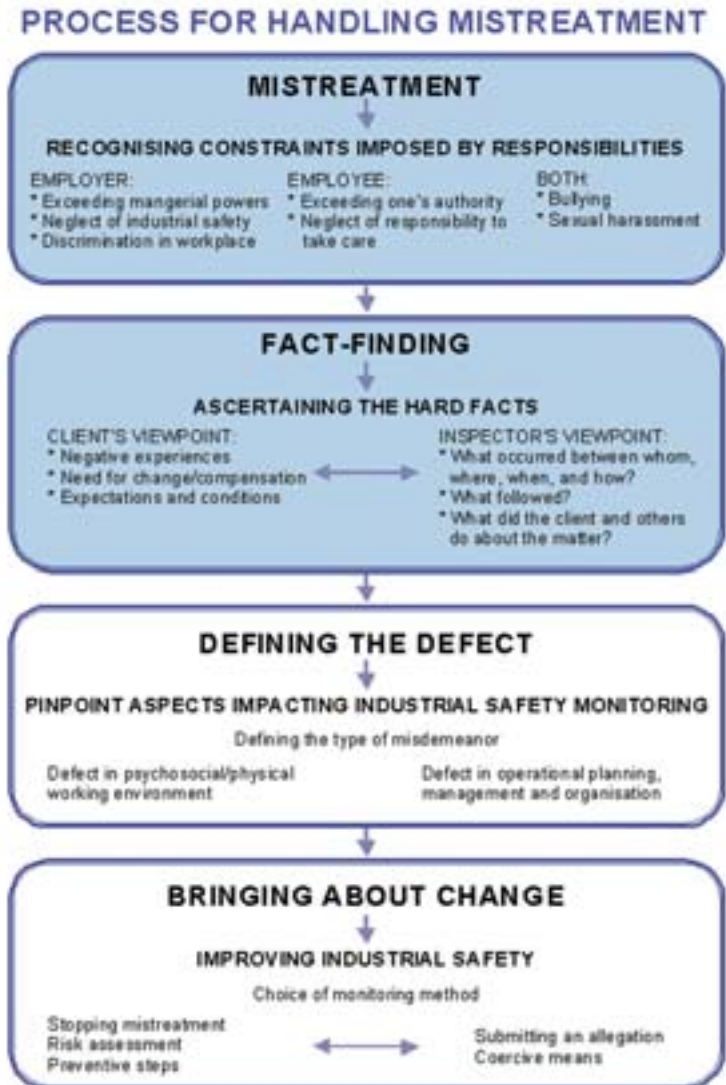 PROCESS FOR HANDLING MISTREATMENT
MISTREATMENT
RECOGNISING CONSTRAINTS IMPOSED BY RESPONSIBILITIES
EMPLOYER:
* Exceeding mangerial powers
* Neglect of industrial safety
* Discrimination in workplace
EMPLOYEE:
* Exceeding one's authority
* Neglect of responsibility to
take care
BOTH:
* Bullying
* Sexual harassment
FACT-FINDING
ASCERTAINING THE HARD FACTS
CLIENT'S VIEWPOINT:
* Negative experiences
* Need for change/compensation
* Expectations and conditions
INSPECTOR'S VIEWPOINT:
* What occurred between whom,
where, when, and how?
* What followed?
* What did the client and others
do about the matter?
DEFINING THE DEFECT
PINPOINT ASPECTS IMPACTING INDUSTRIAL SAFETY MONITORING
Defining the type of misdemeanor
Defect in psychosocial/physical
working environment
Defect in operational planning,
management and organisation
BRINGING ABOUT CHANGE
IMPROVING INDUSTRIAL SAFETY
Choice of monitoring method
Stopping mistreatment
Risk assessment
Preventive steps
Submitting an allegation
Coercive means